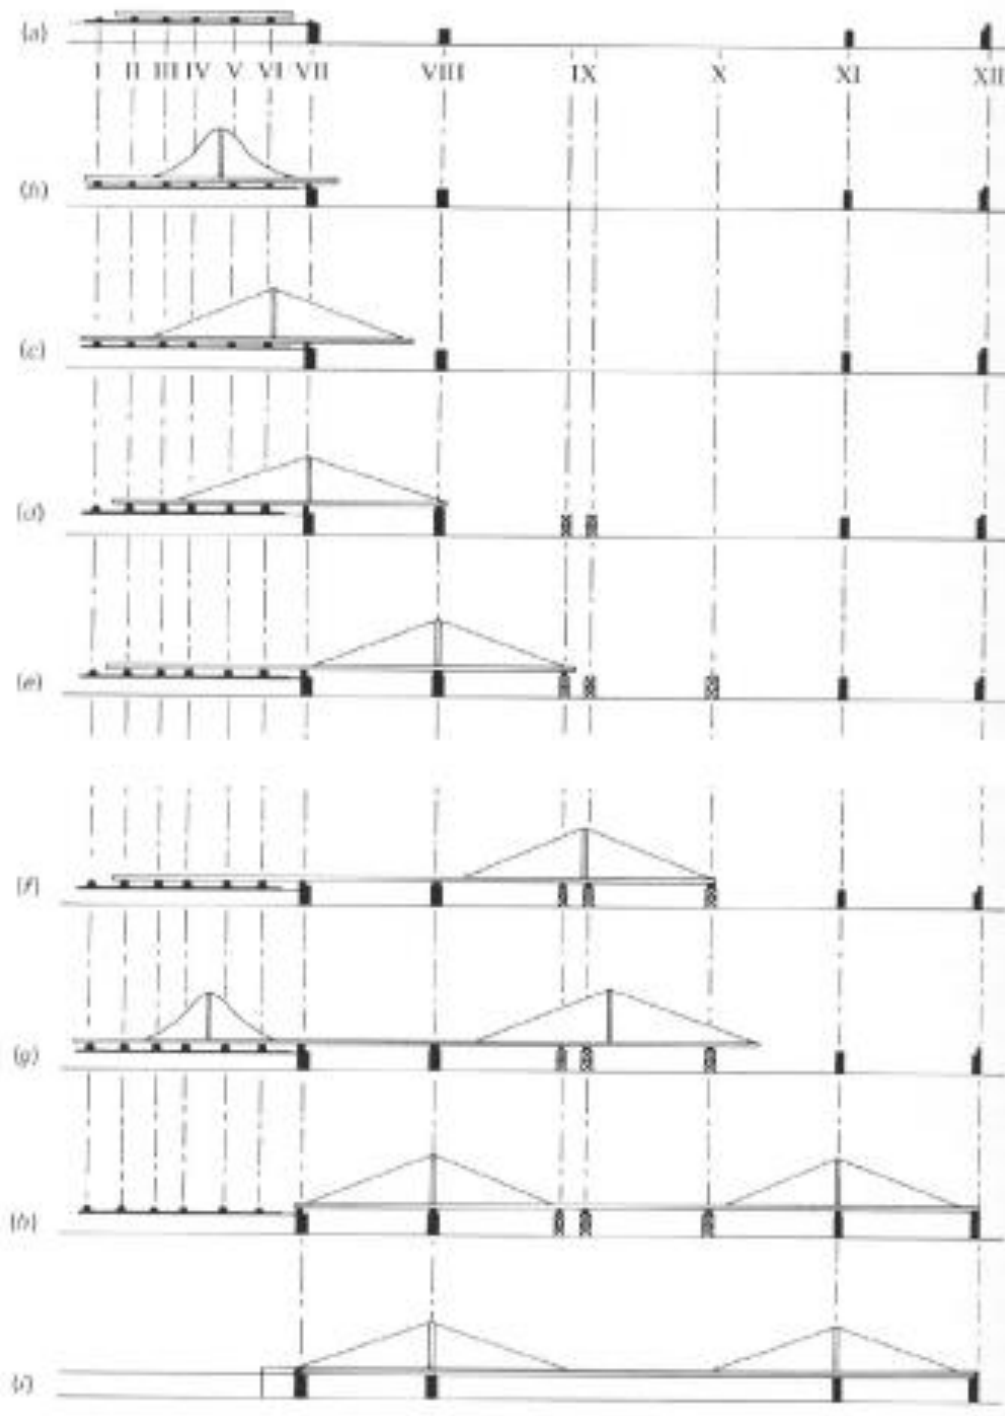 (a)
I II III IV V VI VII VIII IX X XI XII
(b)
(c)
(d)
(e)
(f)
(g)
(h)
(i)